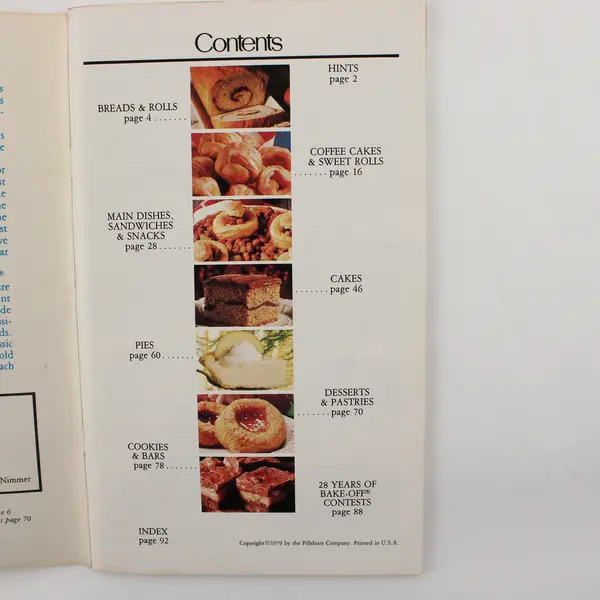 Contents
HINTS
page 2
BREADS & ROLLS
page 4 . . . . . . .
COFFEE CAKES
& SWEET ROLLS
. . . . . . . page 16
MAIN DISHES,
SANDWICHES
& SNACKS
page 28 . . . . . . .
CAKES
. . . . . . . page 46
PIES
page 60 . . . . . . .
DESSERTS
& PASTRIES
. . . . . . . page 70
COOKIES
& BARS
page 78 . . . . . . .
28 YEARS OF
BAKE-OFF®
CONTESTS
page 88
INDEX
page 92
Copyright © 1979 by the Pillsbury Company. Printed in U.S.A.
Nimmer
page 70